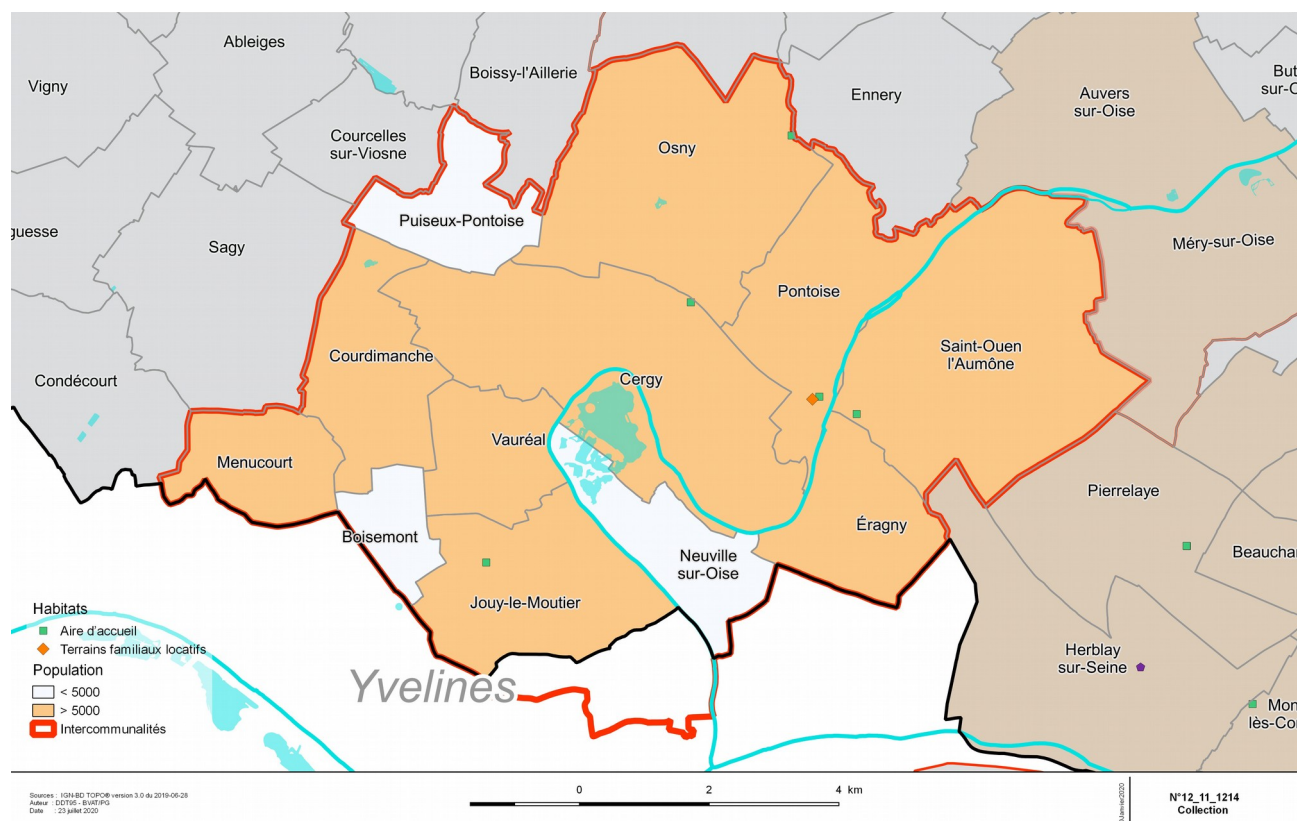 Ableiges
Vigny
Boissy-l'Aillerie
Ennery
Auvers
sur-Oise
Courcelles
sur-Viosne
Osny
Puiseux-Pontoise
Sagy
Méry-sur-Oise
Pontoise
Courdimanche
Saint-Ouen
l'Aumône
Condécourt
Cergy
Vauréal
Menucourt
Pierrelaye
Boisemont
Éragny
Neuville
sur-Oise
Jouy-le-Moutier
Herblay
sur-Seine
Yvelines
Habitats
Aire d'accueil
Terrains familiaux locatifs
Population
< 5000
> 5000
Intercommunalités
Sources : IGN-BD TOPO® version 3.0 du 2019-06-28
Auteur : DDT95 - BVAT/PG
Date : 23 juillet 2020
0 2 4 km
N°12_11_1214
Collection